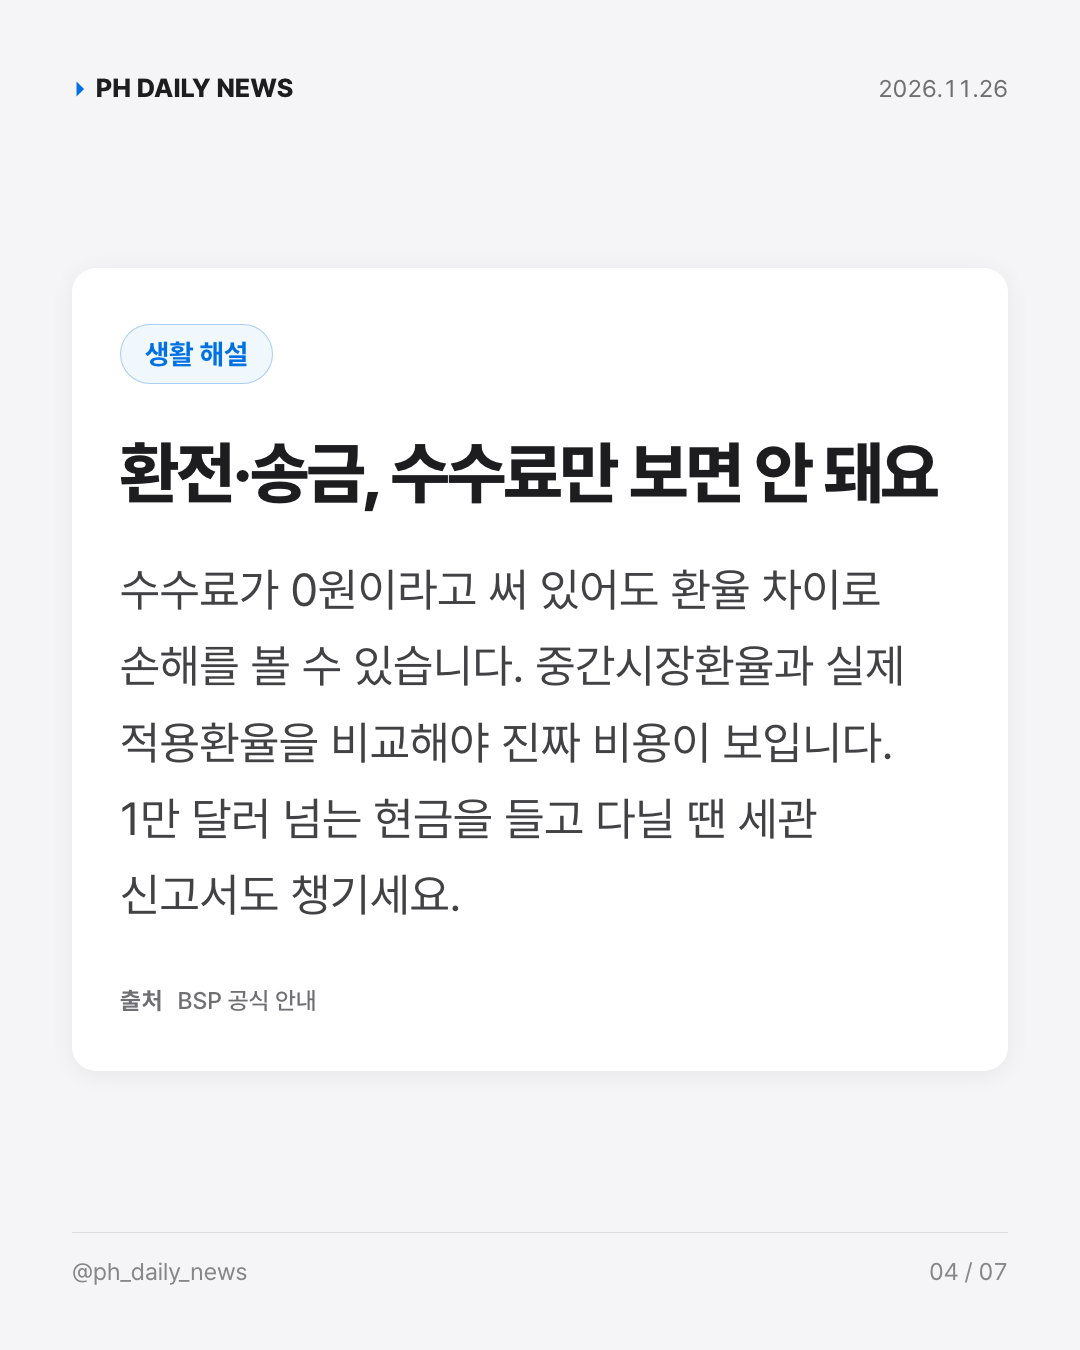 PH DAILY NEWS
2026.11.26
생활 해설
환전·송금, 수수료만 보면 안 돼요
수수료가 0원이라고 써 있어도 환율 차이로
손해를 볼 수 있습니다. 중간시장환율과 실제
적용환율을 비교해야 진짜 비용이 보입니다.
1만 달러 넘는 현금을 들고 다닐 땐 세관
신고서도 챙기세요.
출처 BSP 공식 안내
@ph_daily_news
04 / 07